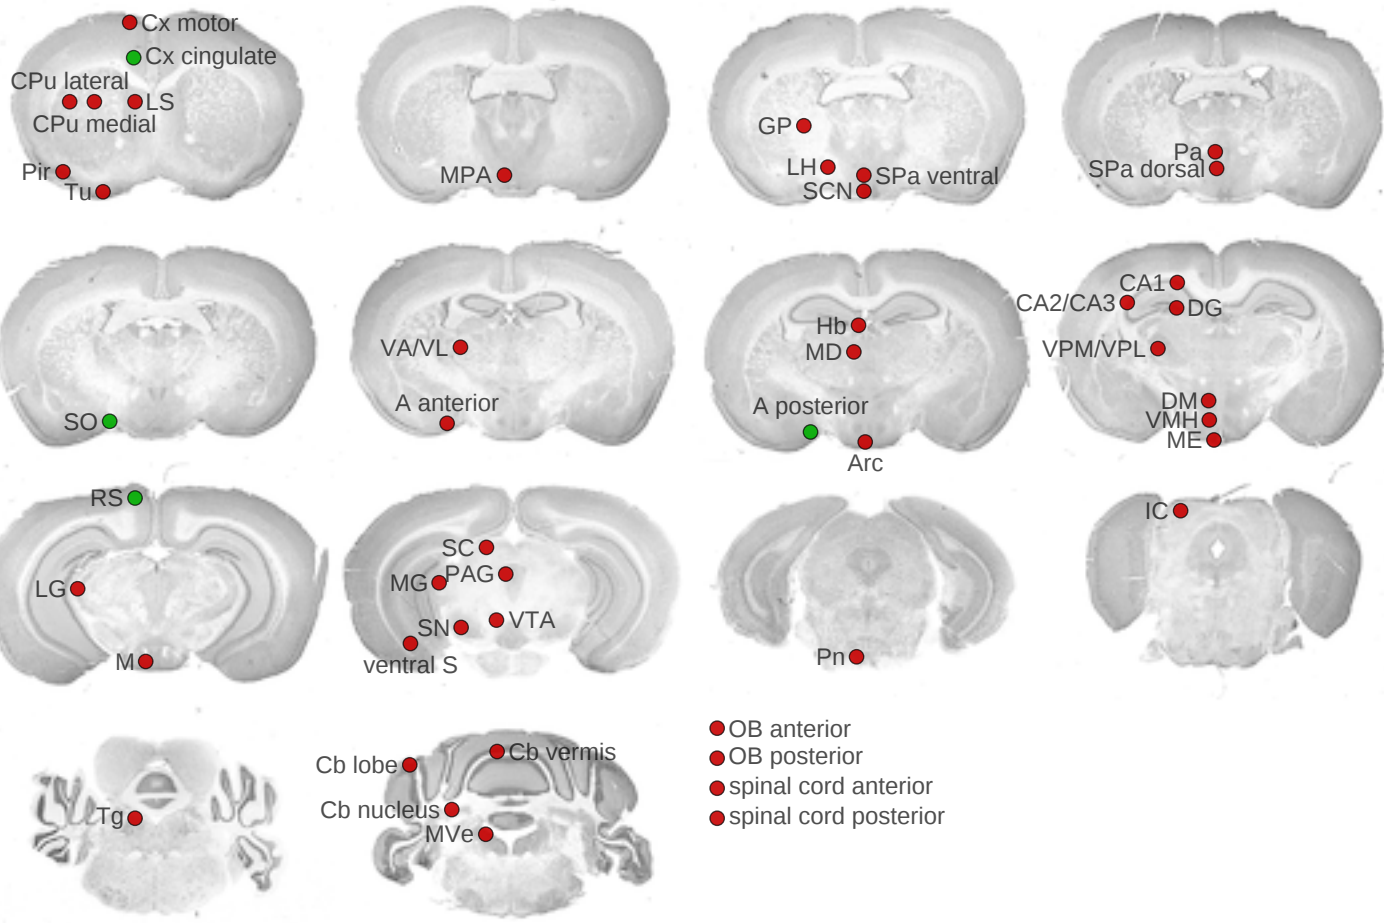 Cx motor
Cx cingulate
CPu lateral
LS
CPu medial
Pir
Tu
MPA
GP
LH
SPa ventral
SCN
Pa
SPa dorsal
SO
VA/VL
A anterior
Hb
MD
A posterior
Arc
CA1
CA2/CA3
DG
VPM/VPL
DM
VMH
ME
RS
LG
M
SC
MG
PAG
SN
VTA
ventral S
Pn
IC
Tg
Cb vermis
Cb lobe
Cb nucleus
MVe
OB anterior
OB posterior
spinal cord anterior
spinal cord posterior